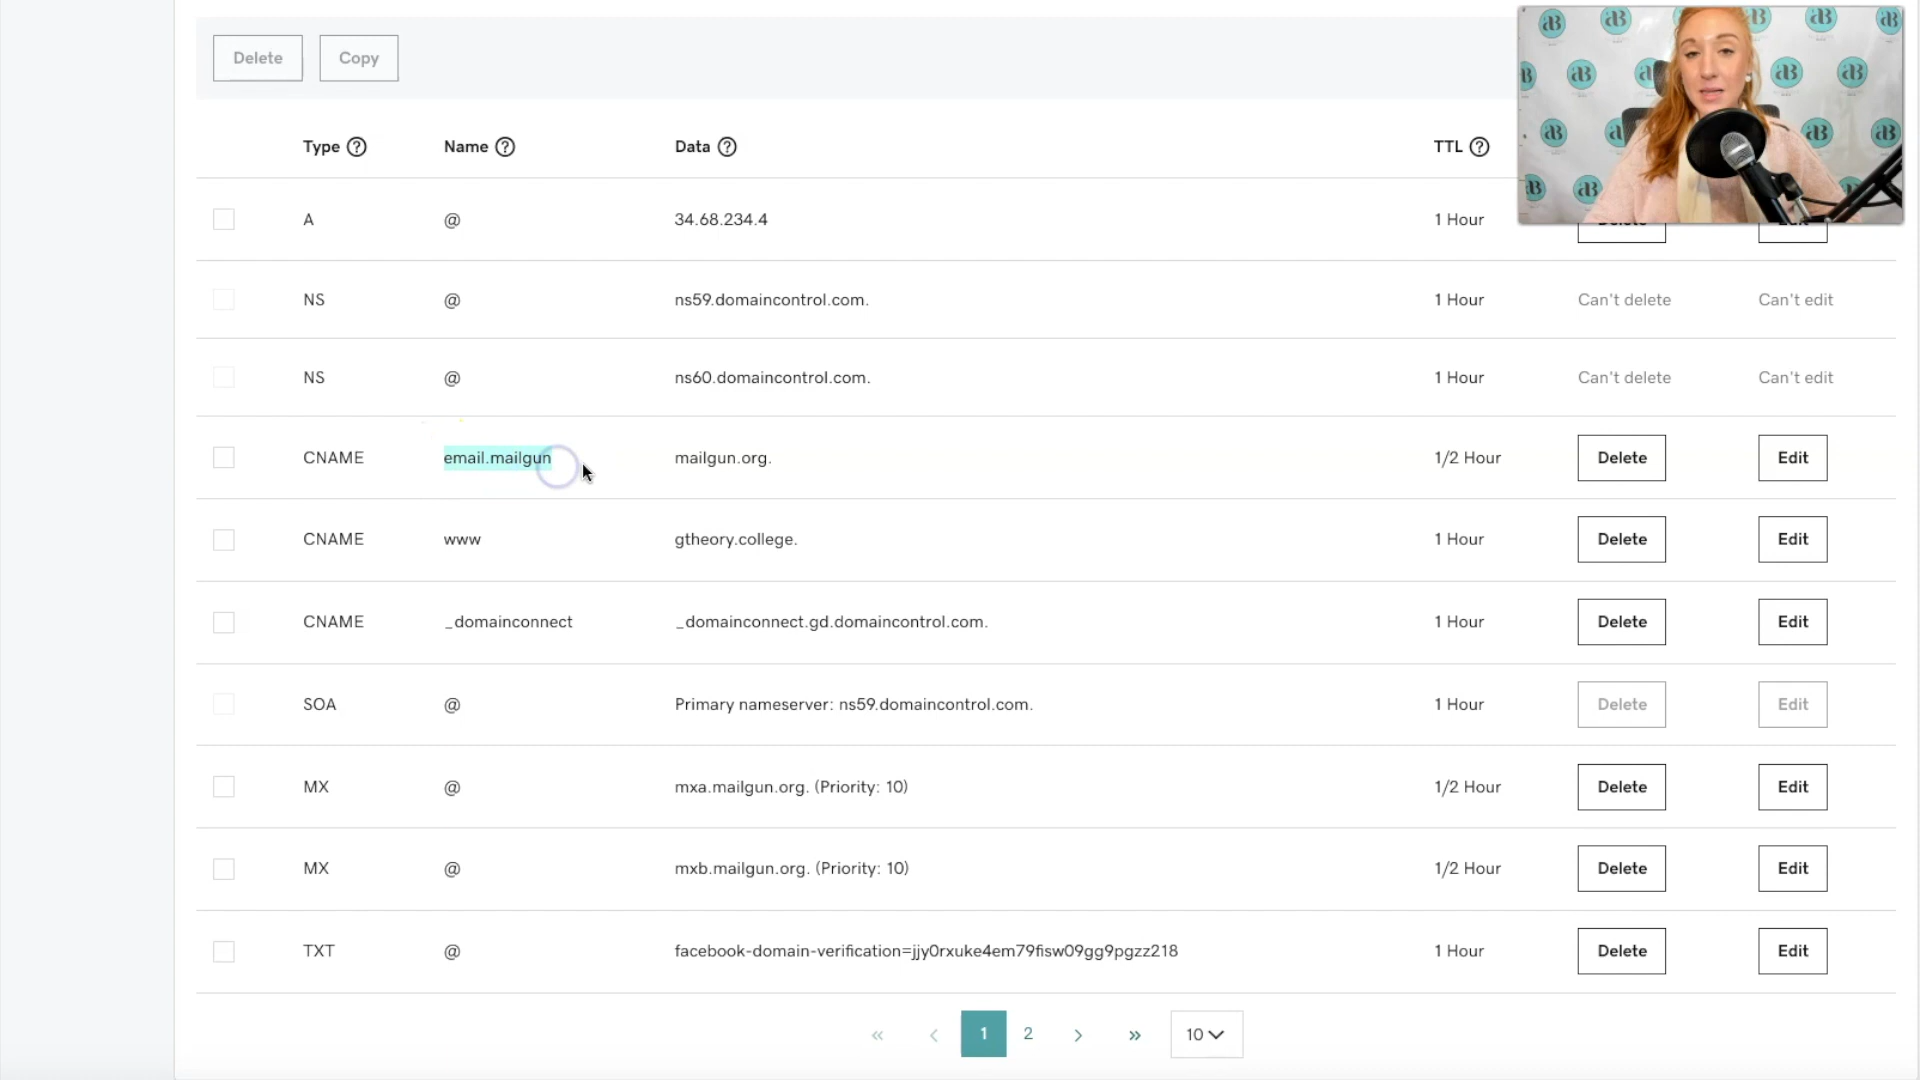 Delete Copy
Type Name Data TTL
A @ 34.68.234.4 1 Hour Delete Edit
NS @ ns59.domaincontrol.com. 1 Hour Can't delete Can't edit
NS @ ns60.domaincontrol.com. 1 Hour Can't delete Can't edit
CNAME email.mailgun mailgun.org. 1/2 Hour Delete Edit
CNAME www gtheory.college. 1 Hour Delete Edit
CNAME _domainconnect _domainconnect.gd.domaincontrol.com. 1 Hour Delete Edit
SOA @ Primary nameserver: ns59.domaincontrol.com. 1 Hour Delete Edit
MX @ mxa.mailgun.org. (Priority: 10) 1/2 Hour Delete Edit
MX @ mxb.mailgun.org. (Priority: 10) 1/2 Hour Delete Edit
TXT @ facebook-domain-verification=jjy0rxuke4em79fisw09gg9pgzz218 1 Hour Delete Edit
« ‹ 1 2 › » 10